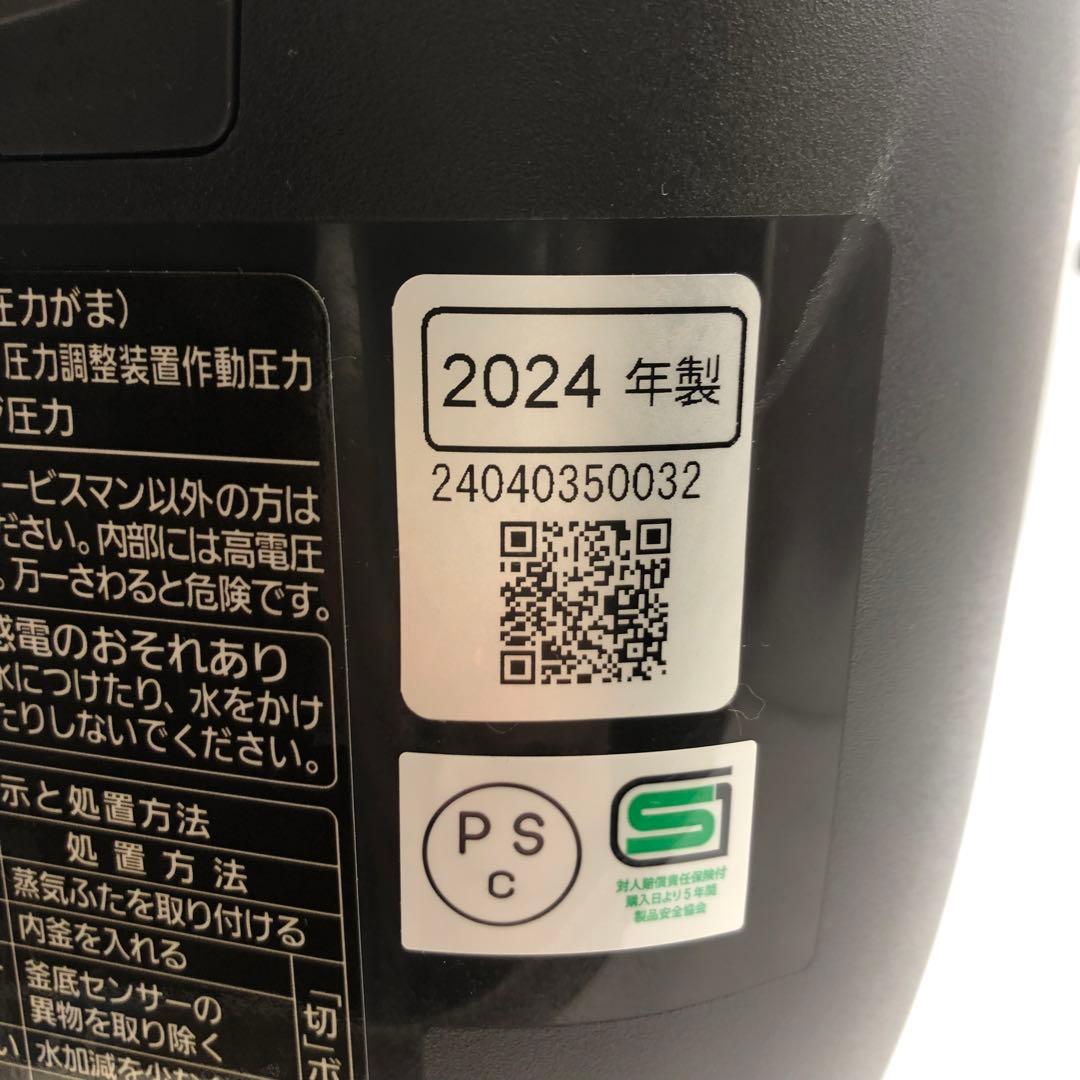 圧力がま)
圧力調整装置作動圧力
圧力
ービスマン以外の方は
ださい。内部には高電圧
。万一さわると危険です。
感電のおそれあり
水につけたり、水をかけ
たりしないでください。
示と処置方法
処置方法
蒸気ふたを取り付ける
内釜を入れる
釜底センサーの
異物を取り除く
い
水加減を少な
「切」ボ
2024 年製
24040350032
PS
C
S
対人賠償責任保険付
購入日より5年間
製品安全協会